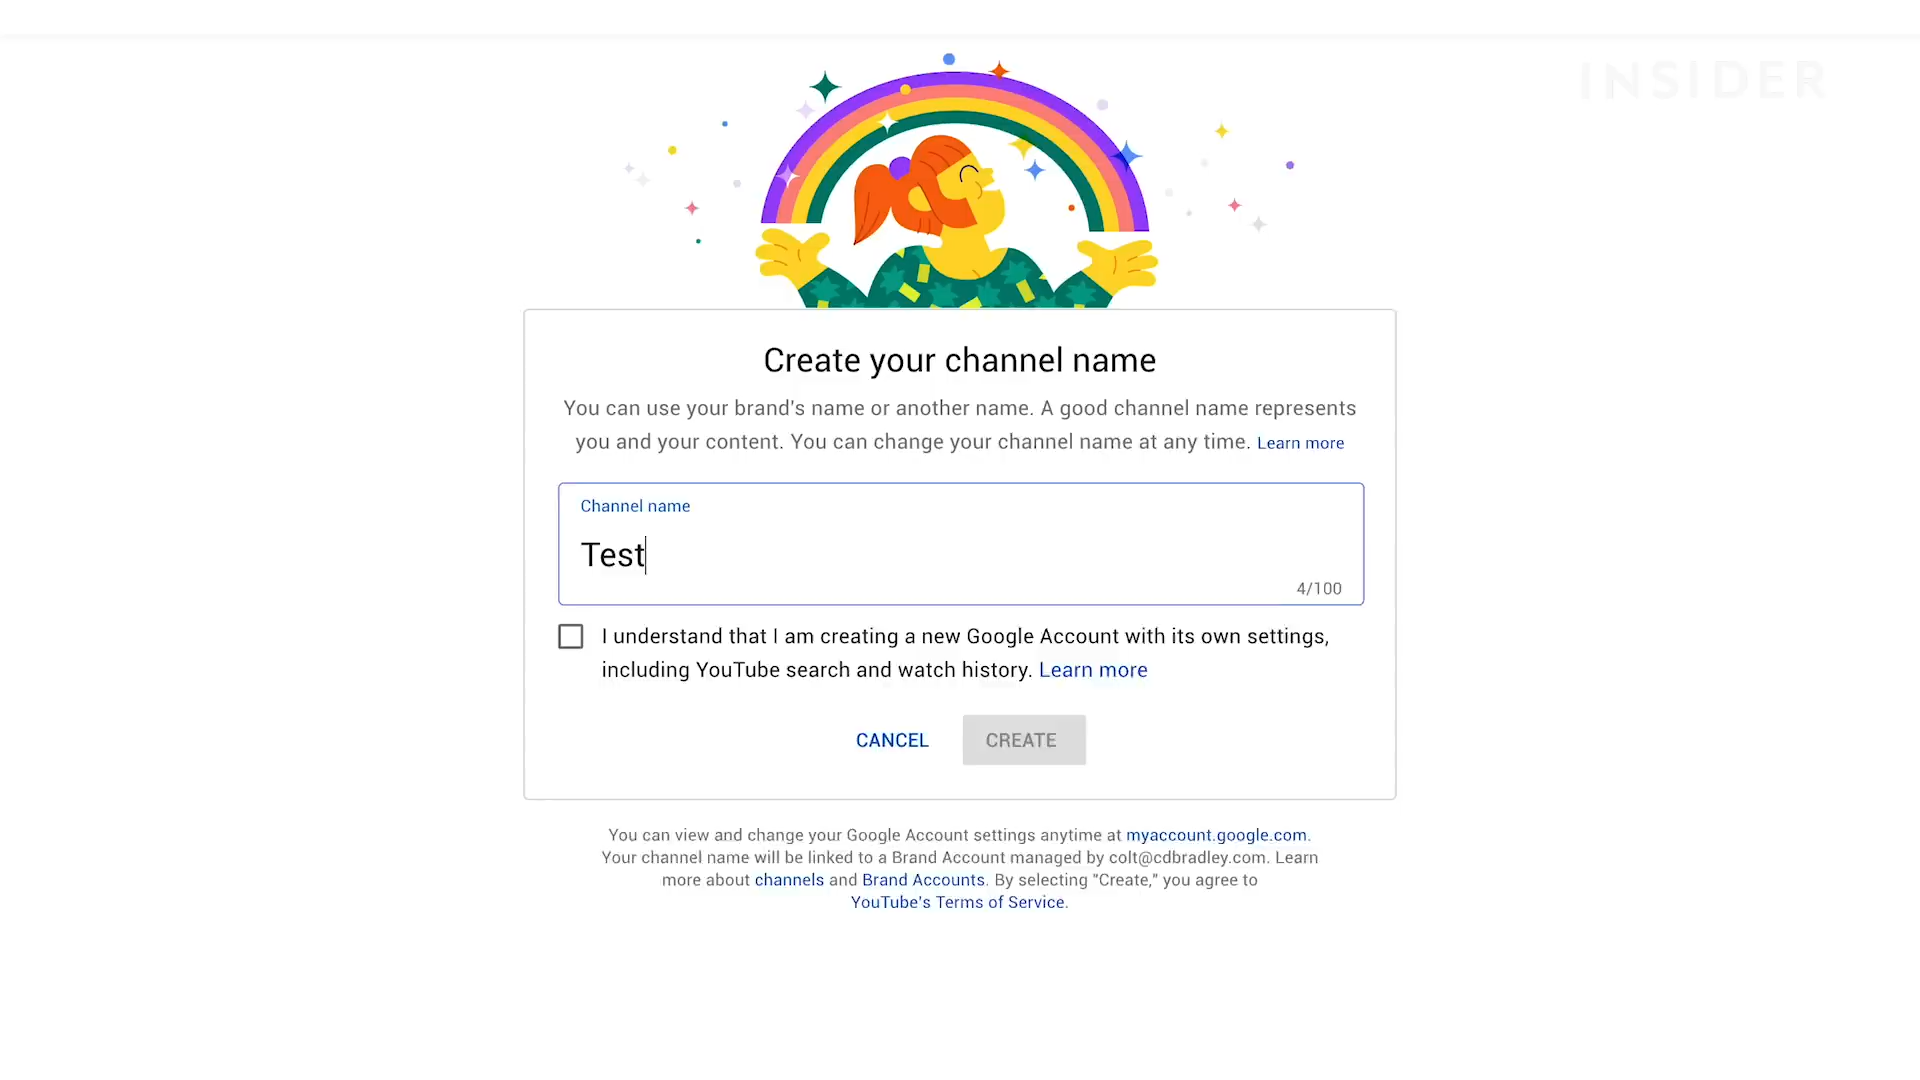 INSIDER
Create your channel name
You can use your brand's name or another name. A good channel name represents
you and your content. You can change your channel name at any time. Learn more
Channel name
Test
4/100
I understand that I am creating a new Google Account with its own settings,
including YouTube search and watch history. Learn more
CANCEL CREATE
You can view and change your Google Account settings anytime at myaccount.google.com.
Your channel name will be linked to a Brand Account managed by colt@cdbradley.com. Learn
more about channels and Brand Accounts. By selecting "Create," you agree to
YouTube's Terms of Service.